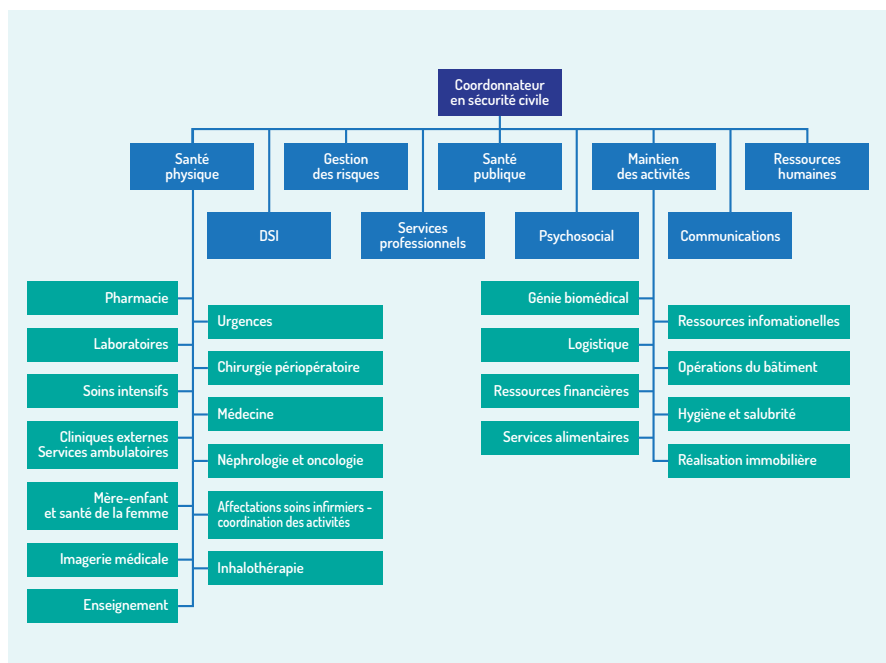 Coordonnateur
en sécurité civile
Santé
physique
Gestion
des risques
Santé
publique
Maintien
des activités
Ressources
humaines
DSI
Services
professionnels
Psychosocial
Communications
Pharmacie
Laboratoires
Soins intensifs
Cliniques externes
Services ambulatoires
Mère-enfant
et santé de la femme
Imagerie médicale
Enseignement
Urgences
Chirurgie périopératoire
Médecine
Néphrologie et oncologie
Affectations soins infirmiers -
coordination des activités
Inhalothérapie
Génie biomédical
Logistique
Ressources financières
Services alimentaires
Ressources infomationelles
Opérations du bâtiment
Hygiène et salubrité
Réalisation immobilière